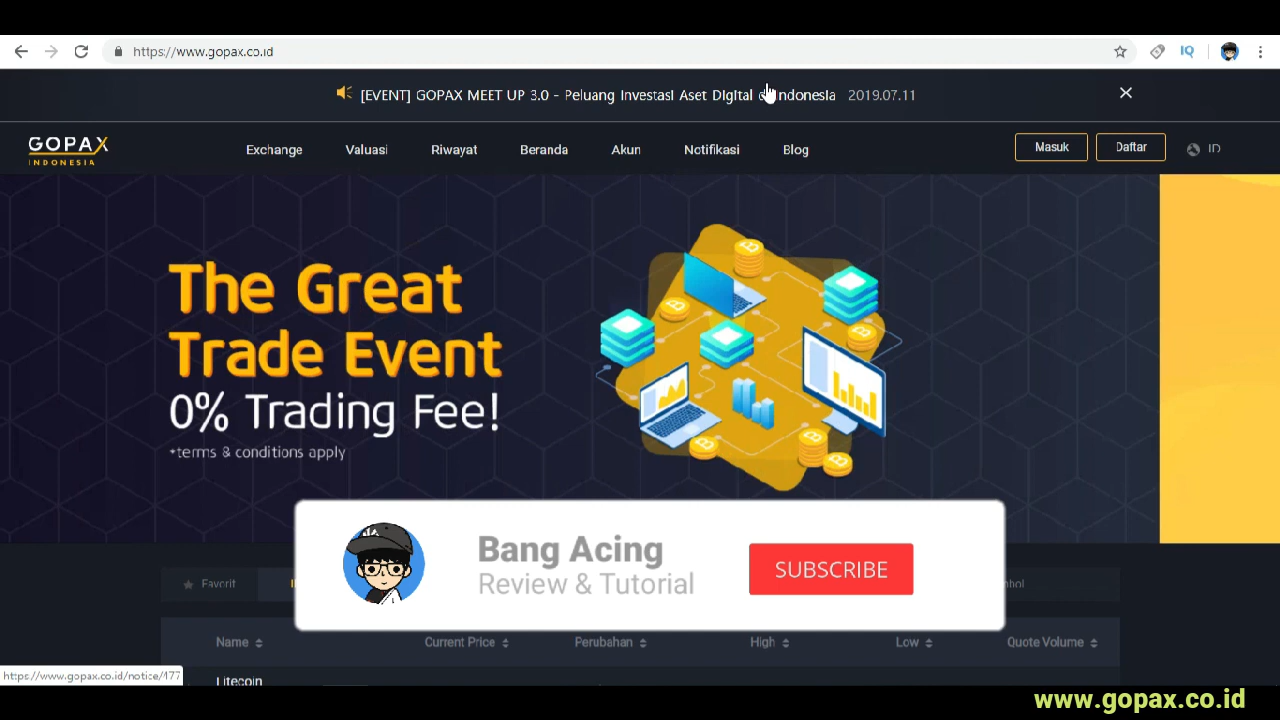 https://www.gopax.co.id
IQ
[EVENT] GOPAX MEET UP 3.0 - Peluang Investasi Aset Digital Indonesia 2019.07.11
GOPAX
INDONESIA
Exchange Valuasi Riwayat Beranda Akun Notifikasi Blog Masuk Daftar ID
The Great
Trade Event
0% Trading Fee!
*terms & conditions apply
Bang Acing
Review & Tutorial
SUBSCRIBE
Favorit
Name Current Price Perubahan High Low Quote Volume
https://www.gopax.co.id/notice/477
Litecoin
www.gopax.co.id